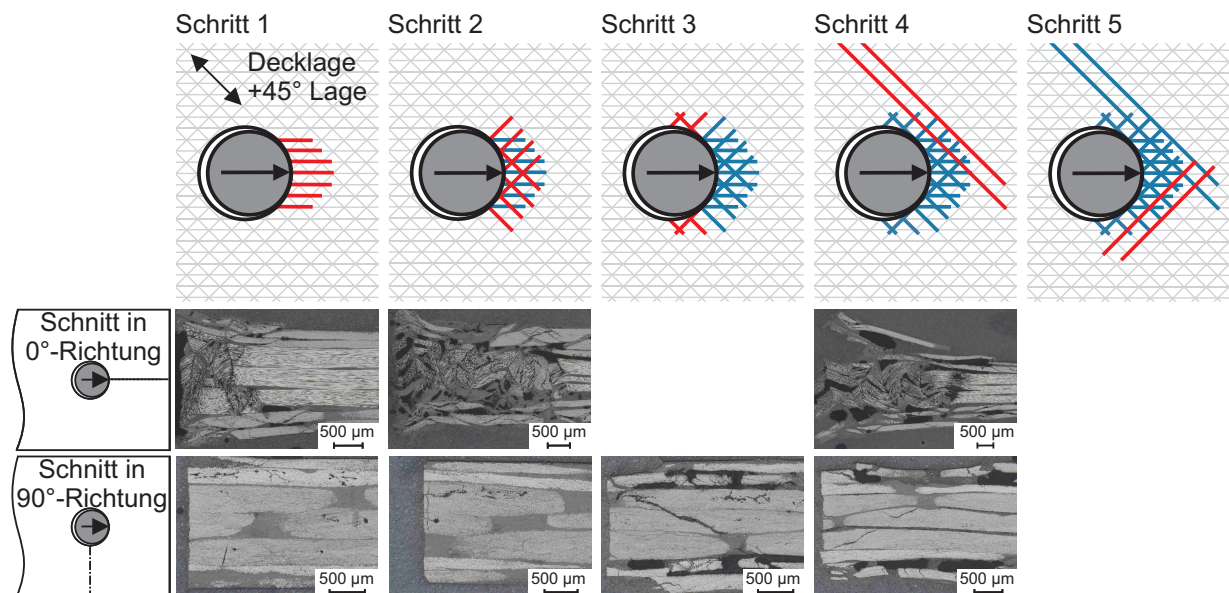 Schritt 1
Schritt 2
Schritt 3
Schritt 4
Schritt 5
Decklage
+45° Lage
Schnitt in
0°-Richtung
500 µm
500 µm
500 µm
Schnitt in
90°-Richtung
500 µm
500 µm
500 µm
500 µm